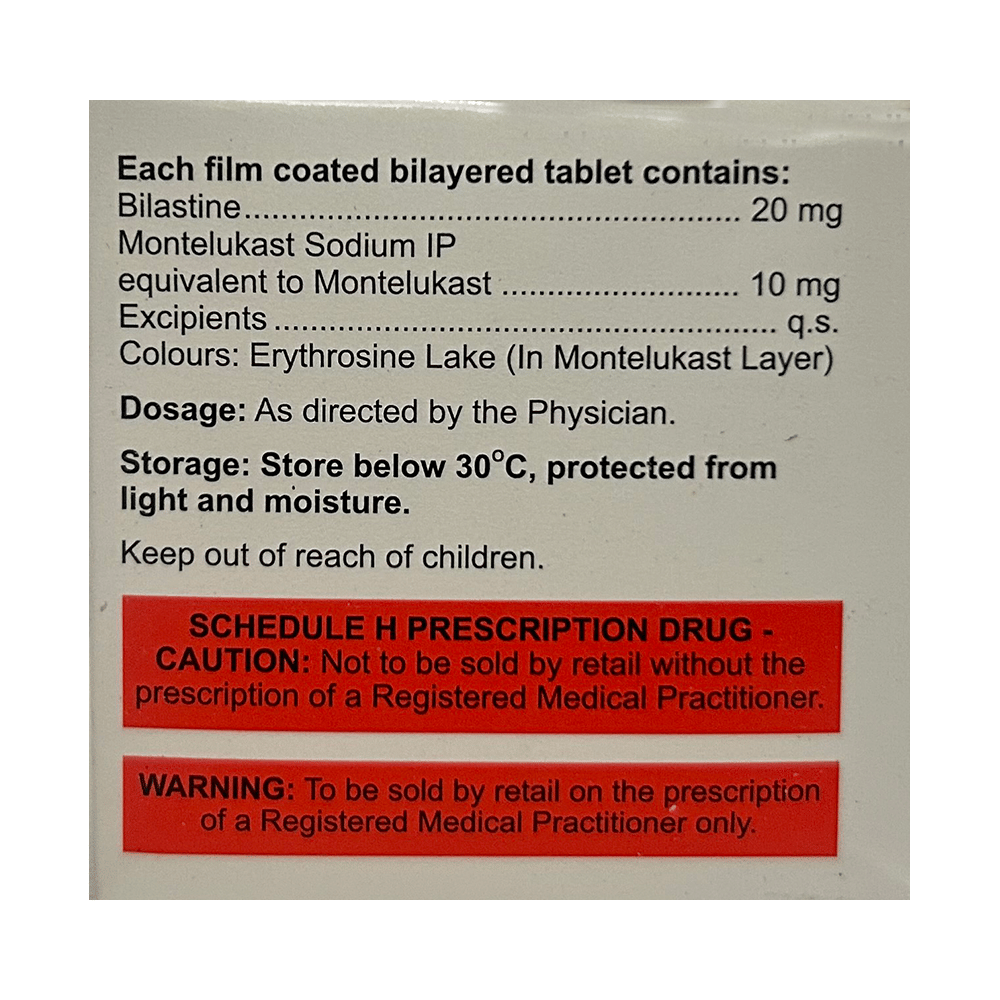 Each film coated bilayered tablet contains:
Bilastine...................................................... 20 mg
Montelukast Sodium IP
equivalent to Montelukast .......................... 10 mg
Excipients ....................................................... q.s.
Colours: Erythrosine Lake (In Montelukast Layer)
Dosage: As directed by the Physician.
Storage: Store below 30°C, protected from
light and moisture.
Keep out of reach of children.
SCHEDULE H PRESCRIPTION DRUG -
CAUTION: Not to be sold by retail without the
prescription of a Registered Medical Practitioner.
WARNING: To be sold by retail on the prescription
of a Registered Medical Practitioner only.